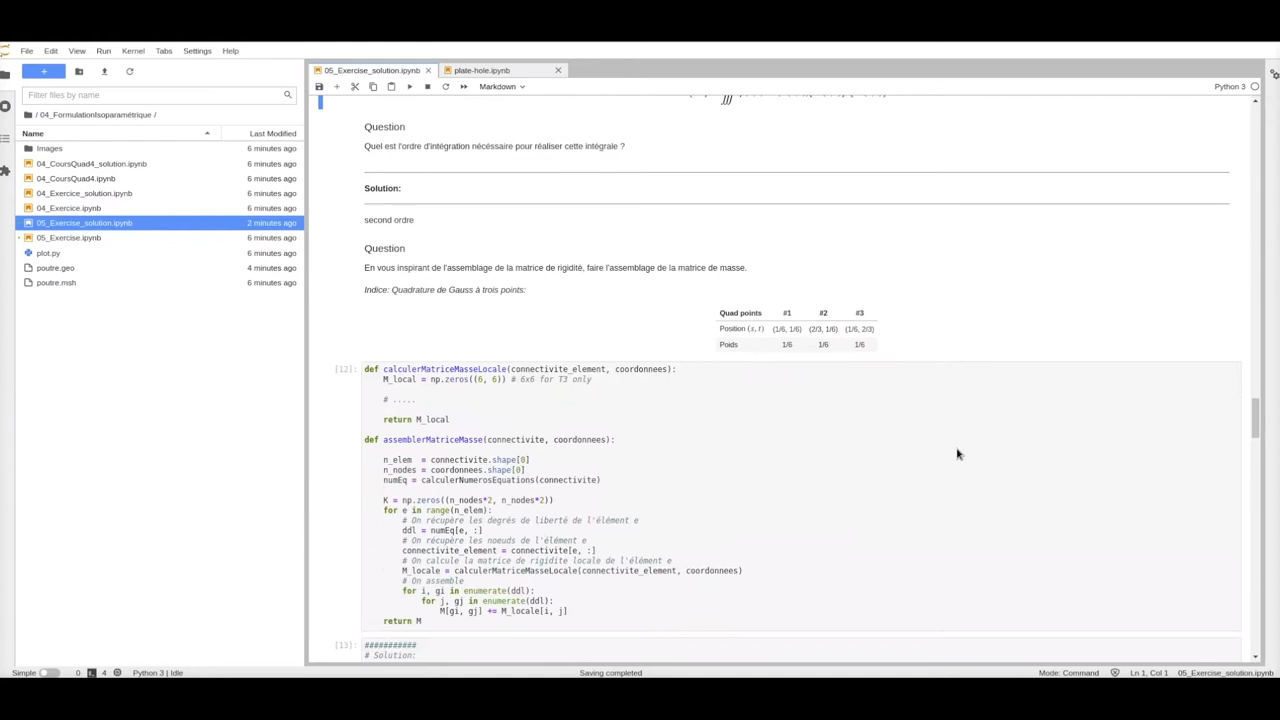 File Edit View Run Kernel Tabs Settings Help
05_Exercise_solution.ipynb
plate-hole.ipynb
Markdown
Python 3
Filter files by name
/ 04_FormulationIsoparamétrique /
Name Last Modified
Images 6 minutes ago
04_CoursQuad4_solution.ipynb 6 minutes ago
04_CoursQuad4.ipynb 6 minutes ago
04_Exercice_solution.ipynb 6 minutes ago
04_Exercice.ipynb 6 minutes ago
05_Exercise_solution.ipynb 2 minutes ago
05_Exercise.ipynb 6 minutes ago
plot.py 6 minutes ago
poutre.geo 4 minutes ago
poutre.msh 6 minutes ago
Question
Quel est l'ordre d'intégration nécéssaire pour réaliser cette intégrale ?
Solution:
second ordre
Question
En vous inspirant de l'assemblage de la matrice de rigidité, faire l'assemblage de la matrice de masse.
Indice: Quadrature de Gauss à trois points:
Quad points #1 #2 #3
Position (s, t) (1/6, 1/6) (2/3, 1/6) (1/6, 2/3)
Poids 1/6 1/6 1/6
[12]: def calculerMatriceMasseLocale(connectivite_element, coordonnees):
M_local = np.zeros((6, 6)) # 6x6 for T3 only
# .....
return M_local
def assemblerMatriceMasse(connectivite, coordonnees):
n_elem = connectivite.shape[0]
n_nodes = coordonnees.shape[0]
numEq = calculerNumerosEquations(connectivite)
K = np.zeros((n_nodes*2, n_nodes*2))
for e in range(n_elem):
# On récupère les degrés de liberté de l'élément e
ddl = numEq[e, :]
# On récupère les noeuds de l'élément e
connectivite_element = connectivite[e, :]
# On calcule la matrice de rigidite locale de l'élément e
M_locale = calculerMatriceMasseLocale(connectivite_element, coordonnees)
# On assemble
for i, gi in enumerate(ddl):
for j, gj in enumerate(ddl):
M[gi, gj] += M_locale[i, j]
return M
[13]: ###########
# Solution:
Simple 0 4 Python 3 | Idle Saving completed Mode: Command Ln 1, Col 1 05_Exercise_solution.ipynb